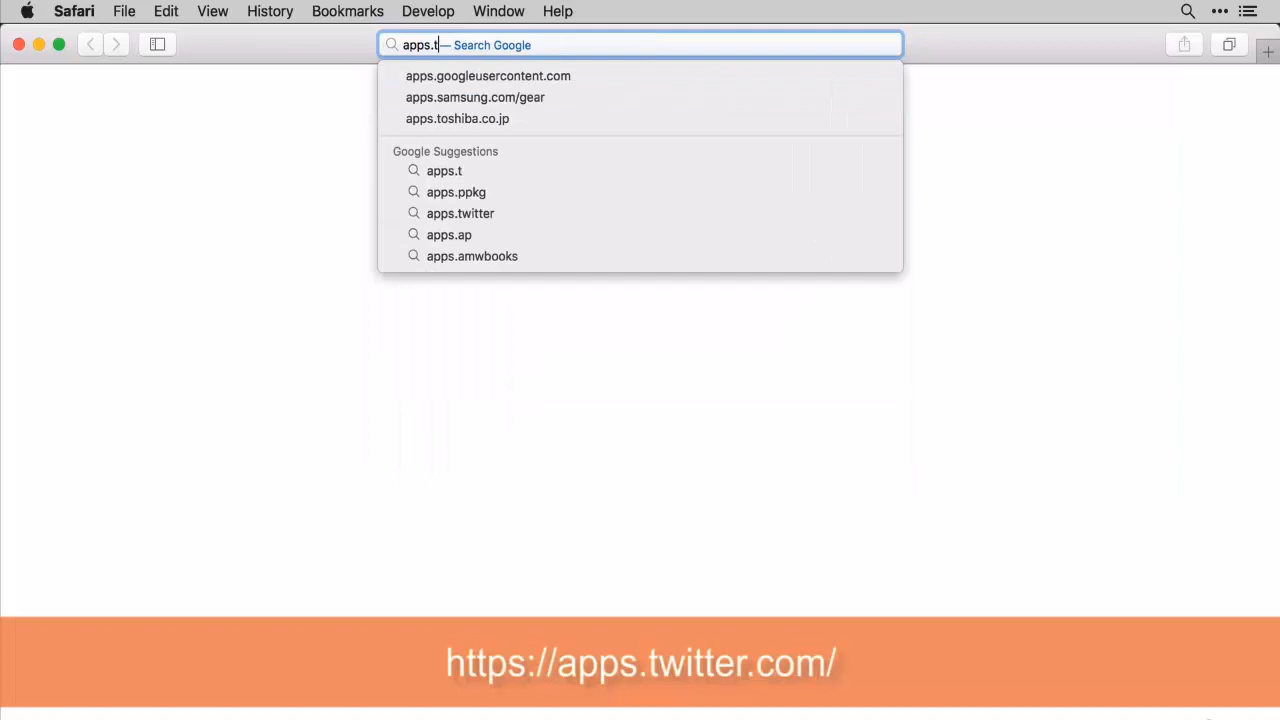 Safari File Edit View History Bookmarks Develop Window Help
apps.t — Search Google
apps.googleusercontent.com
apps.samsung.com/gear
apps.toshiba.co.jp
Google Suggestions
apps.t
apps.ppkg
apps.twitter
apps.ap
apps.amwbooks
https://apps.twitter.com/